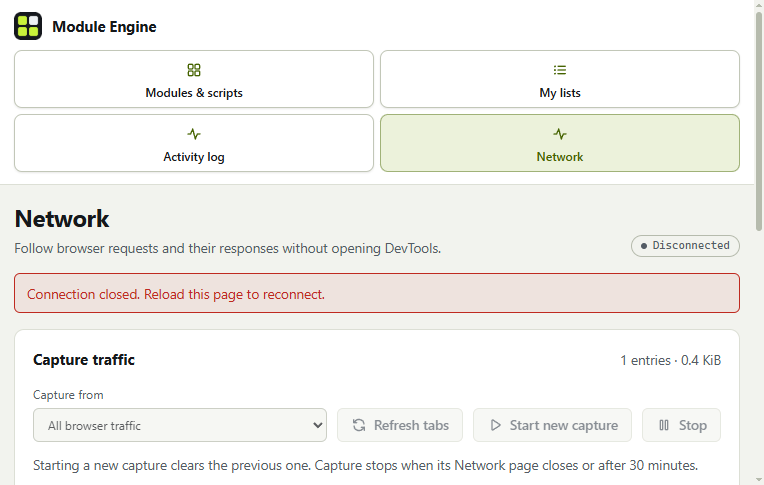 Module Engine
Modules & scripts
My lists
Activity log
Network
Network
Follow browser requests and their responses without opening DevTools.
Disconnected
Connection closed. Reload this page to reconnect.
Capture traffic
1 entries · 0.4 KiB
Capture from
All browser traffic
Refresh tabs
Start new capture
Stop
Starting a new capture clears the previous one. Capture stops when its Network page closes or after 30 minutes.